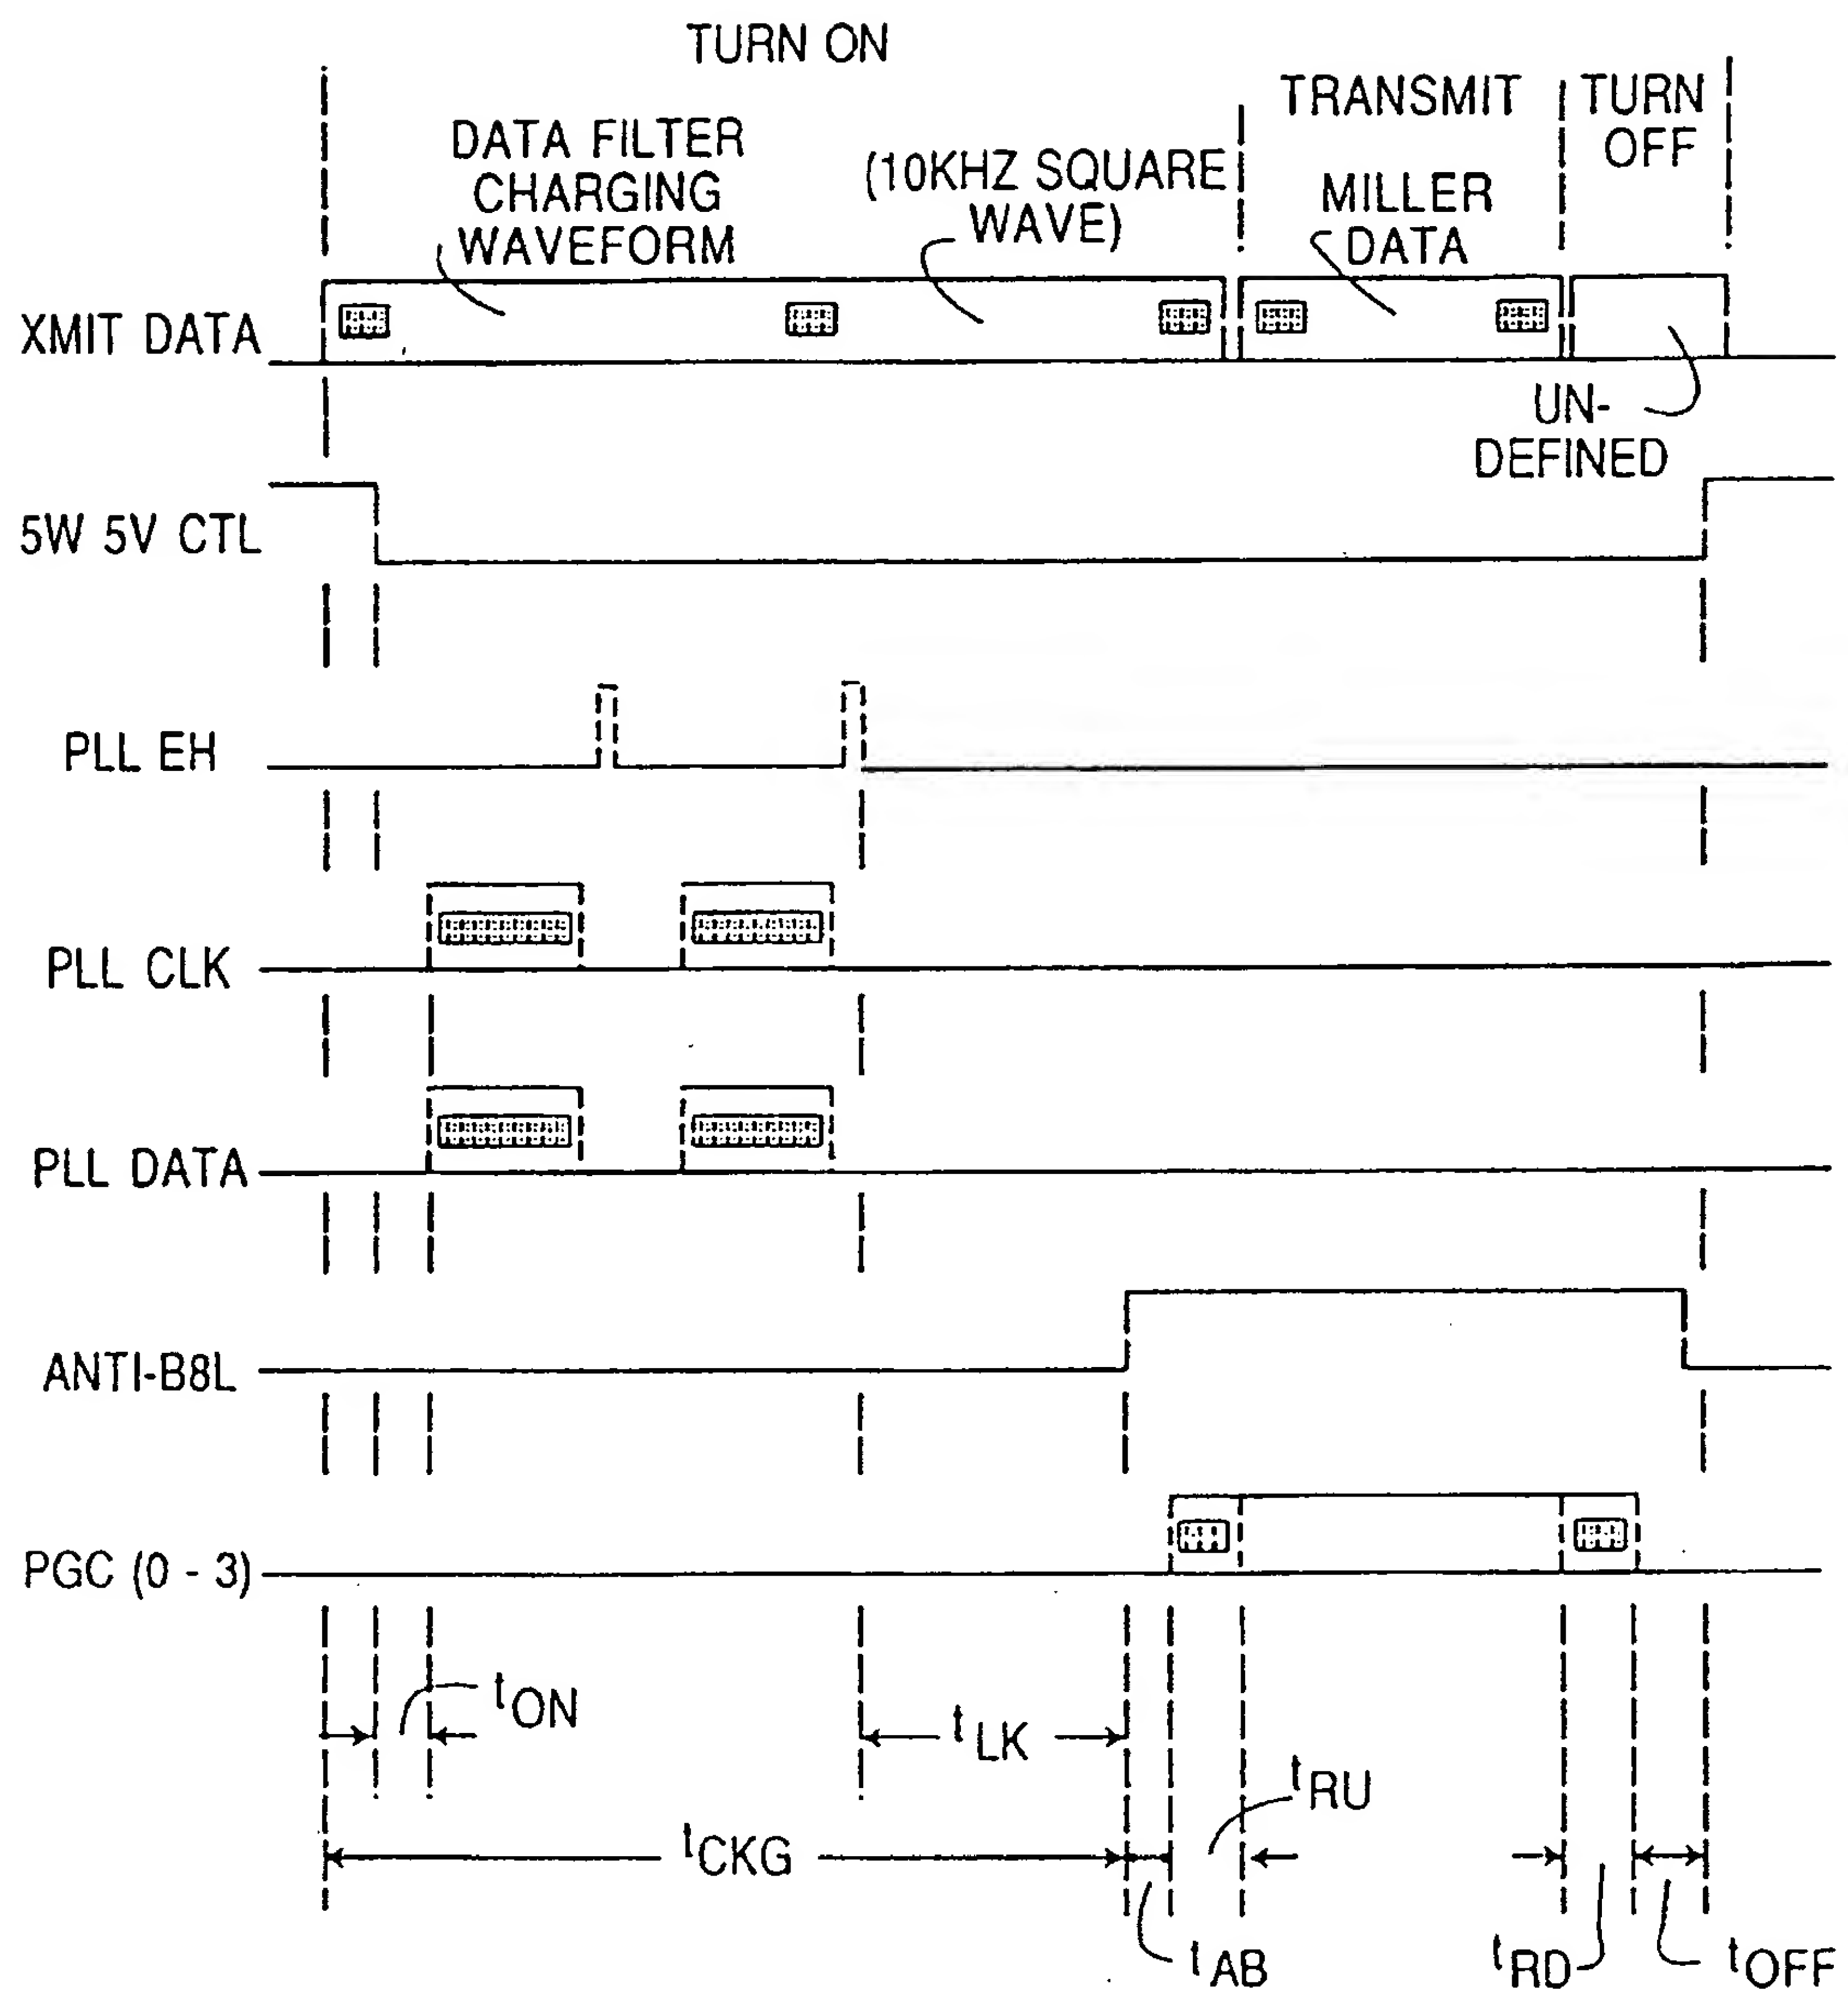 TURN ON
TRANSMIT
TURN
OFF
DATA FILTER
CHARGING
WAVEFORM
(10KHZ SQUARE
WAVE)
MILLER
DATA
XMIT DATA
UN-
DEFINED
5W 5V CTL
PLL EH
PLL CLK
PLL DATA
ANTI-B8L
PGC (0 - 3)
tON
tLK
tRU
tCKG
tAB
tRD
tOFF